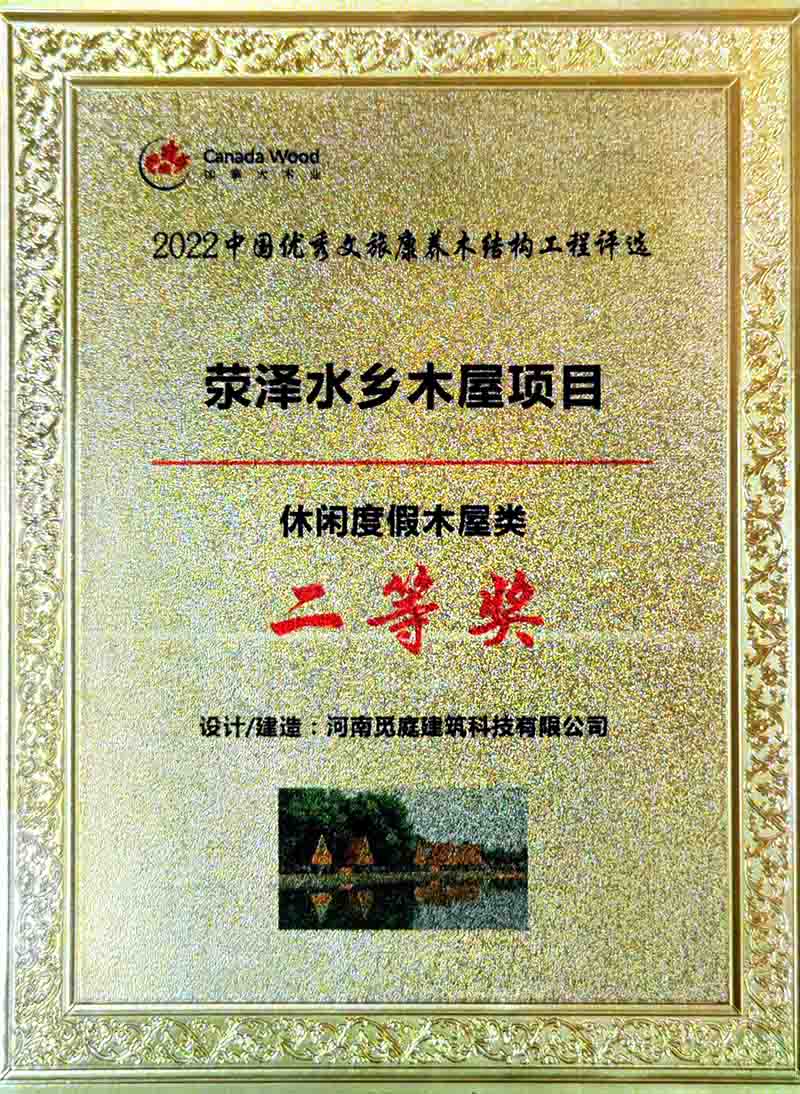 Canada Wood
加拿大木业
2022中国优秀文旅康养木结构工程评选
荥泽水乡木屋项目
休闲度假木屋类
二等奖
设计/建造：河南觅庭建筑科技有限公司